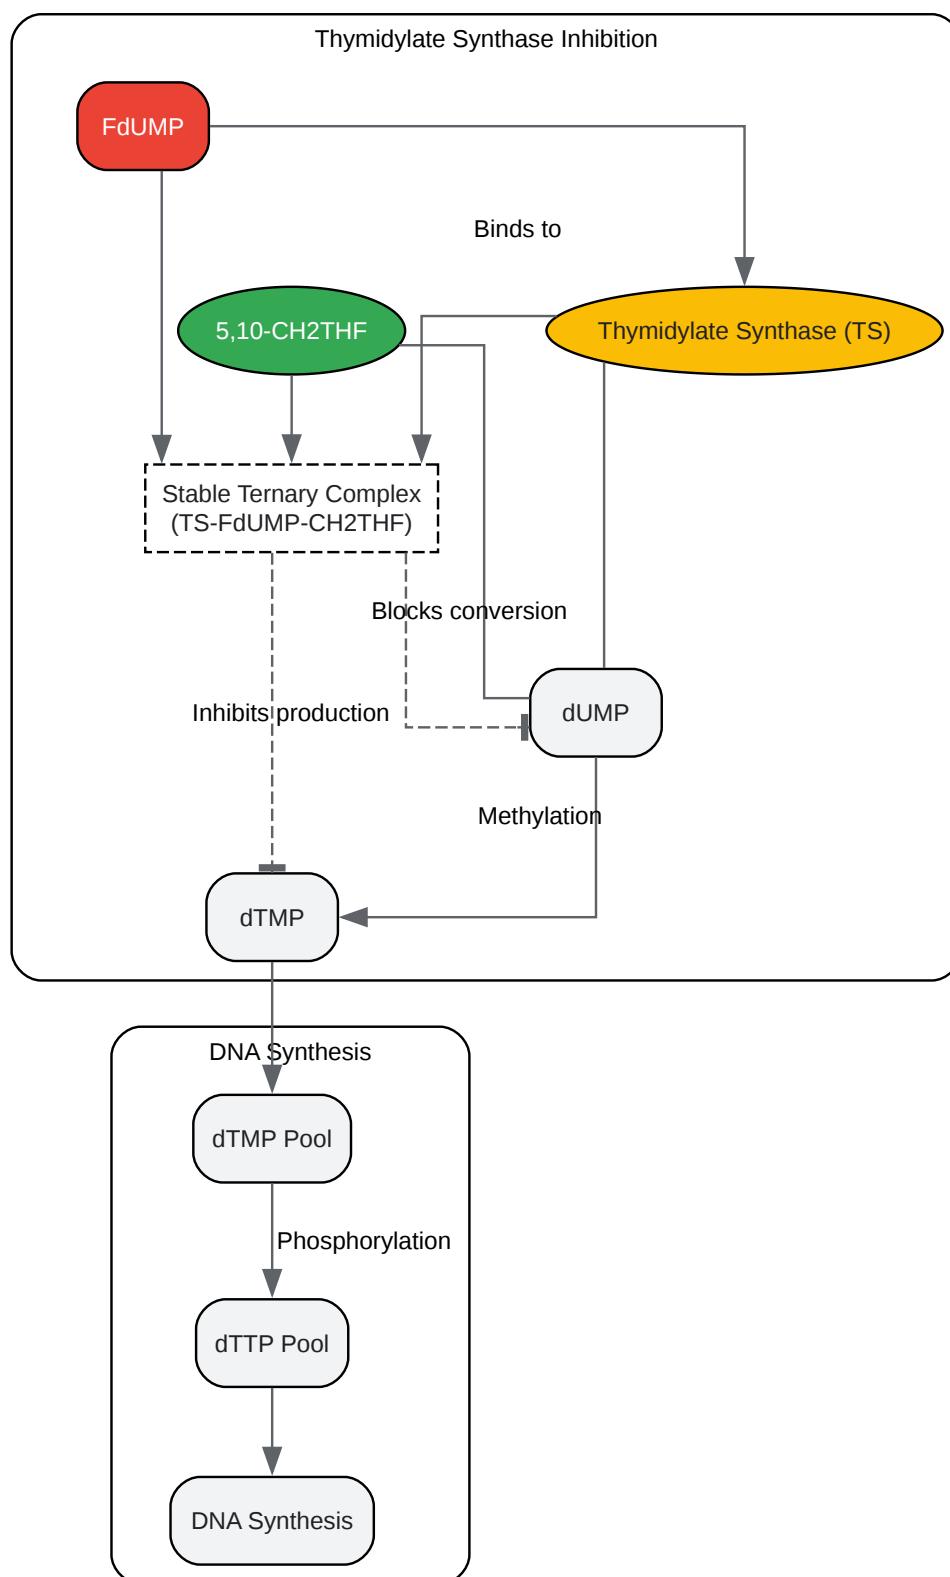 Thymidylate Synthase Inhibition
FdUMP
Binds to
5,10-CH2THF
Thymidylate Synthase (TS)
Stable Ternary Complex
(TS-FdUMP-CH2THF)
Blocks conversion
Inhibits production
dUMP
Methylation
dTMP
DNA Synthesis
dTMP Pool
Phosphorylation
dTTP Pool
DNA Synthesis